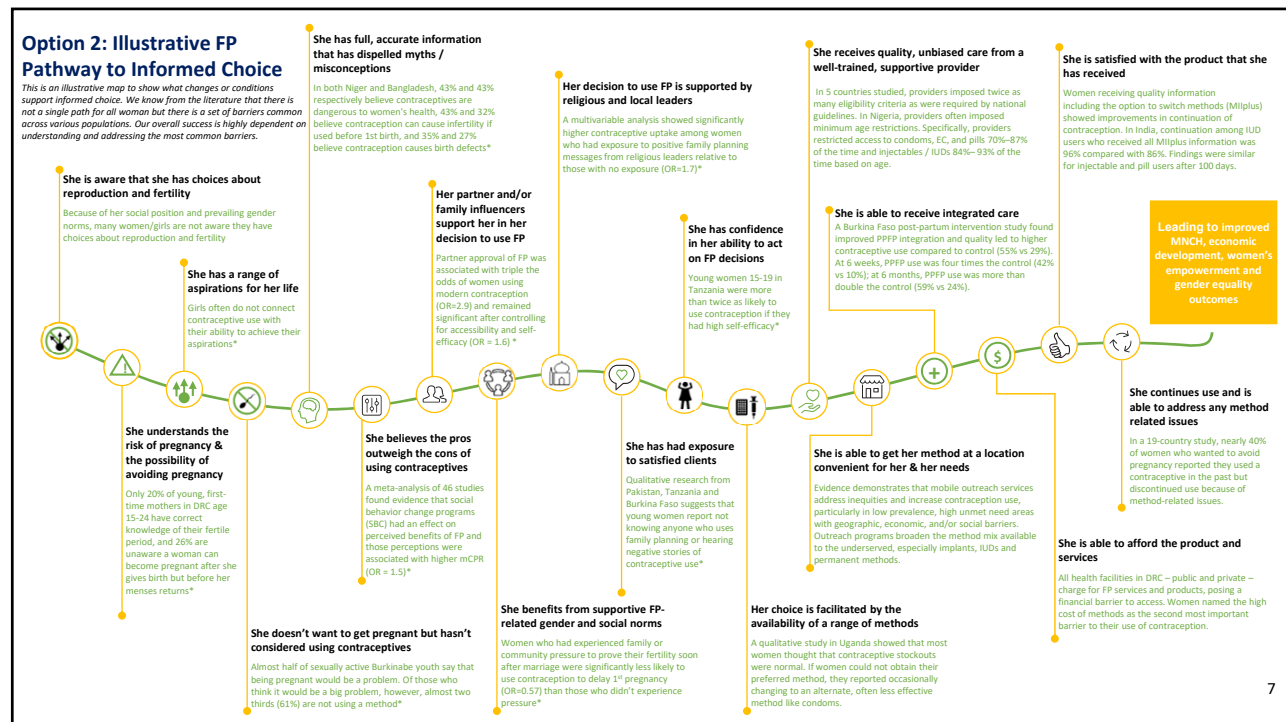 Option 2: Illustrative FP
Pathway to Informed Choice
This is an illustrative map to show what changes or conditions
support informed choice. We know from the literature that there is
not a single path for all woman but there is a set of barriers common
across various populations. Our overall success is highly dependent on
understanding and addressing the most common barriers.
She is aware that she has choices about
reproduction and fertility
Because of her social position and prevailing gender
norms, many women/girls are not aware they have
choices about reproduction and fertility
She understands the
risk of pregnancy &
the possibility of
avoiding pregnancy
Only 20% of young, first-
time mothers in DRC age
15-24 have correct
knowledge of their fertile
period, and 26% are
unaware a woman can
become pregnant after she
gives birth but before her
menses returns*
She has a range of
aspirations for her life
Girls often do not connect
contraceptive use with
their ability to achieve their
aspirations*
She doesn't want to get pregnant but hasn't
considered using contraceptives
Almost half of sexually active Burkinabe youth say that
being pregnant would be a problem. Of those who
think it would be a big problem, however, almost two
thirds (61%) are not using a method*
She has full, accurate information
that has dispelled myths /
misconceptions
In both Niger and Bangladesh, 43% and 43%
respectively believe contraceptives are
dangerous to women's health, 43% and 32%
believe contraception can cause infertility if
used before 1st birth, and 35% and 27%
believe contraception causes birth defects*
She believes the pros
outweigh the cons of
using contraceptives
A meta-analysis of 46 studies
found evidence that social
behavior change programs
(SBC) had an effect on
perceived benefits of FP and
those perceptions were
associated with higher mCPR
(OR = 1.5)*
Her partner and/or
family influencers
support her in her
decision to use FP
Partner approval of FP was
associated with triple the
odds of women using
modern contraception
(OR=2.9) and remained
significant after controlling
for accessibility and self-
efficacy (OR = 1.6) *
She benefits from supportive FP-
related gender and social norms
Women who had experienced family or
community pressure to prove their fertility soon
after marriage were significantly less likely to
use contraception to delay 1st pregnancy
(OR=0.57) than those who didn't experience
pressure*
Her decision to use FP is supported by
religious and local leaders
A multivariable analysis showed significantly
higher contraceptive uptake among women
who had exposure to positive family planning
messages from religious leaders relative to
those with no exposure (OR=1.7)*
She has had exposure
to satisfied clients
Qualitative research from
Pakistan, Tanzania and
Burkina Faso suggests that
young women report not
knowing anyone who uses
family planning or hearing
negative stories of
contraceptive use*
She has confidence
in her ability to act
on FP decisions
Young women 15-19 in
Tanzania were more
than twice as likely to
use contraception if they
had high self-efficacy*
Her choice is facilitated by the
availability of a range of methods
A qualitative study in Uganda showed that most
women thought that contraceptive stockouts
were normal. If women could not obtain their
preferred method, they reported occasionally
changing to an alternate, often less effective
method like condoms.
She receives quality, unbiased care from a
well-trained, supportive provider
In 5 countries studied, providers imposed twice as
many eligibility criteria as were required by national
guidelines. In Nigeria, providers often imposed
minimum age restrictions. Specifically, providers
restricted access to condoms, EC, and pills 70%–87%
of the time and injectables / IUDs 84%– 93% of the
time based on age.
She is able to get her method at a location
convenient for her & her needs
Evidence demonstrates that mobile outreach services
address inequities and increase contraception use,
particularly in low prevalence, high unmet need areas
with geographic, economic, and/or social barriers.
Outreach programs broaden the method mix available
to the underserved, especially implants, IUDs and
permanent methods.
She is able to receive integrated care
A Burkina Faso post-partum intervention study found
improved PPFP integration and quality led to higher
contraceptive use compared to control (55% vs 29%).
At 6 weeks, PPFP use was four times the control (42%
vs 10%); at 6 months, PPFP use was more than
double the control (59% vs 24%).
$
She is able to afford the product and
services
All health facilities in DRC – public and private –
charge for FP services and products, posing a
financial barrier to access. Women named the high
cost of methods as the second most important
barrier to their use of contraception.
She is satisfied with the product that she
has received
Women receiving quality information
including the option to switch methods (MIIplus)
showed improvements in continuation of
contraception. In India, continuation among IUD
users who received all MIIplus information was
96% compared with 86%. Findings were similar
for injectable and pill users after 100 days.
She continues use and is
able to address any method
related issues
In a 19-country study, nearly 40%
of women who wanted to avoid
pregnancy reported they used a
contraceptive in the past but
discontinued use because of
method-related issues.
Leading to improved
MNCH, economic
development, women's
empowerment and
gender equality
outcomes
7